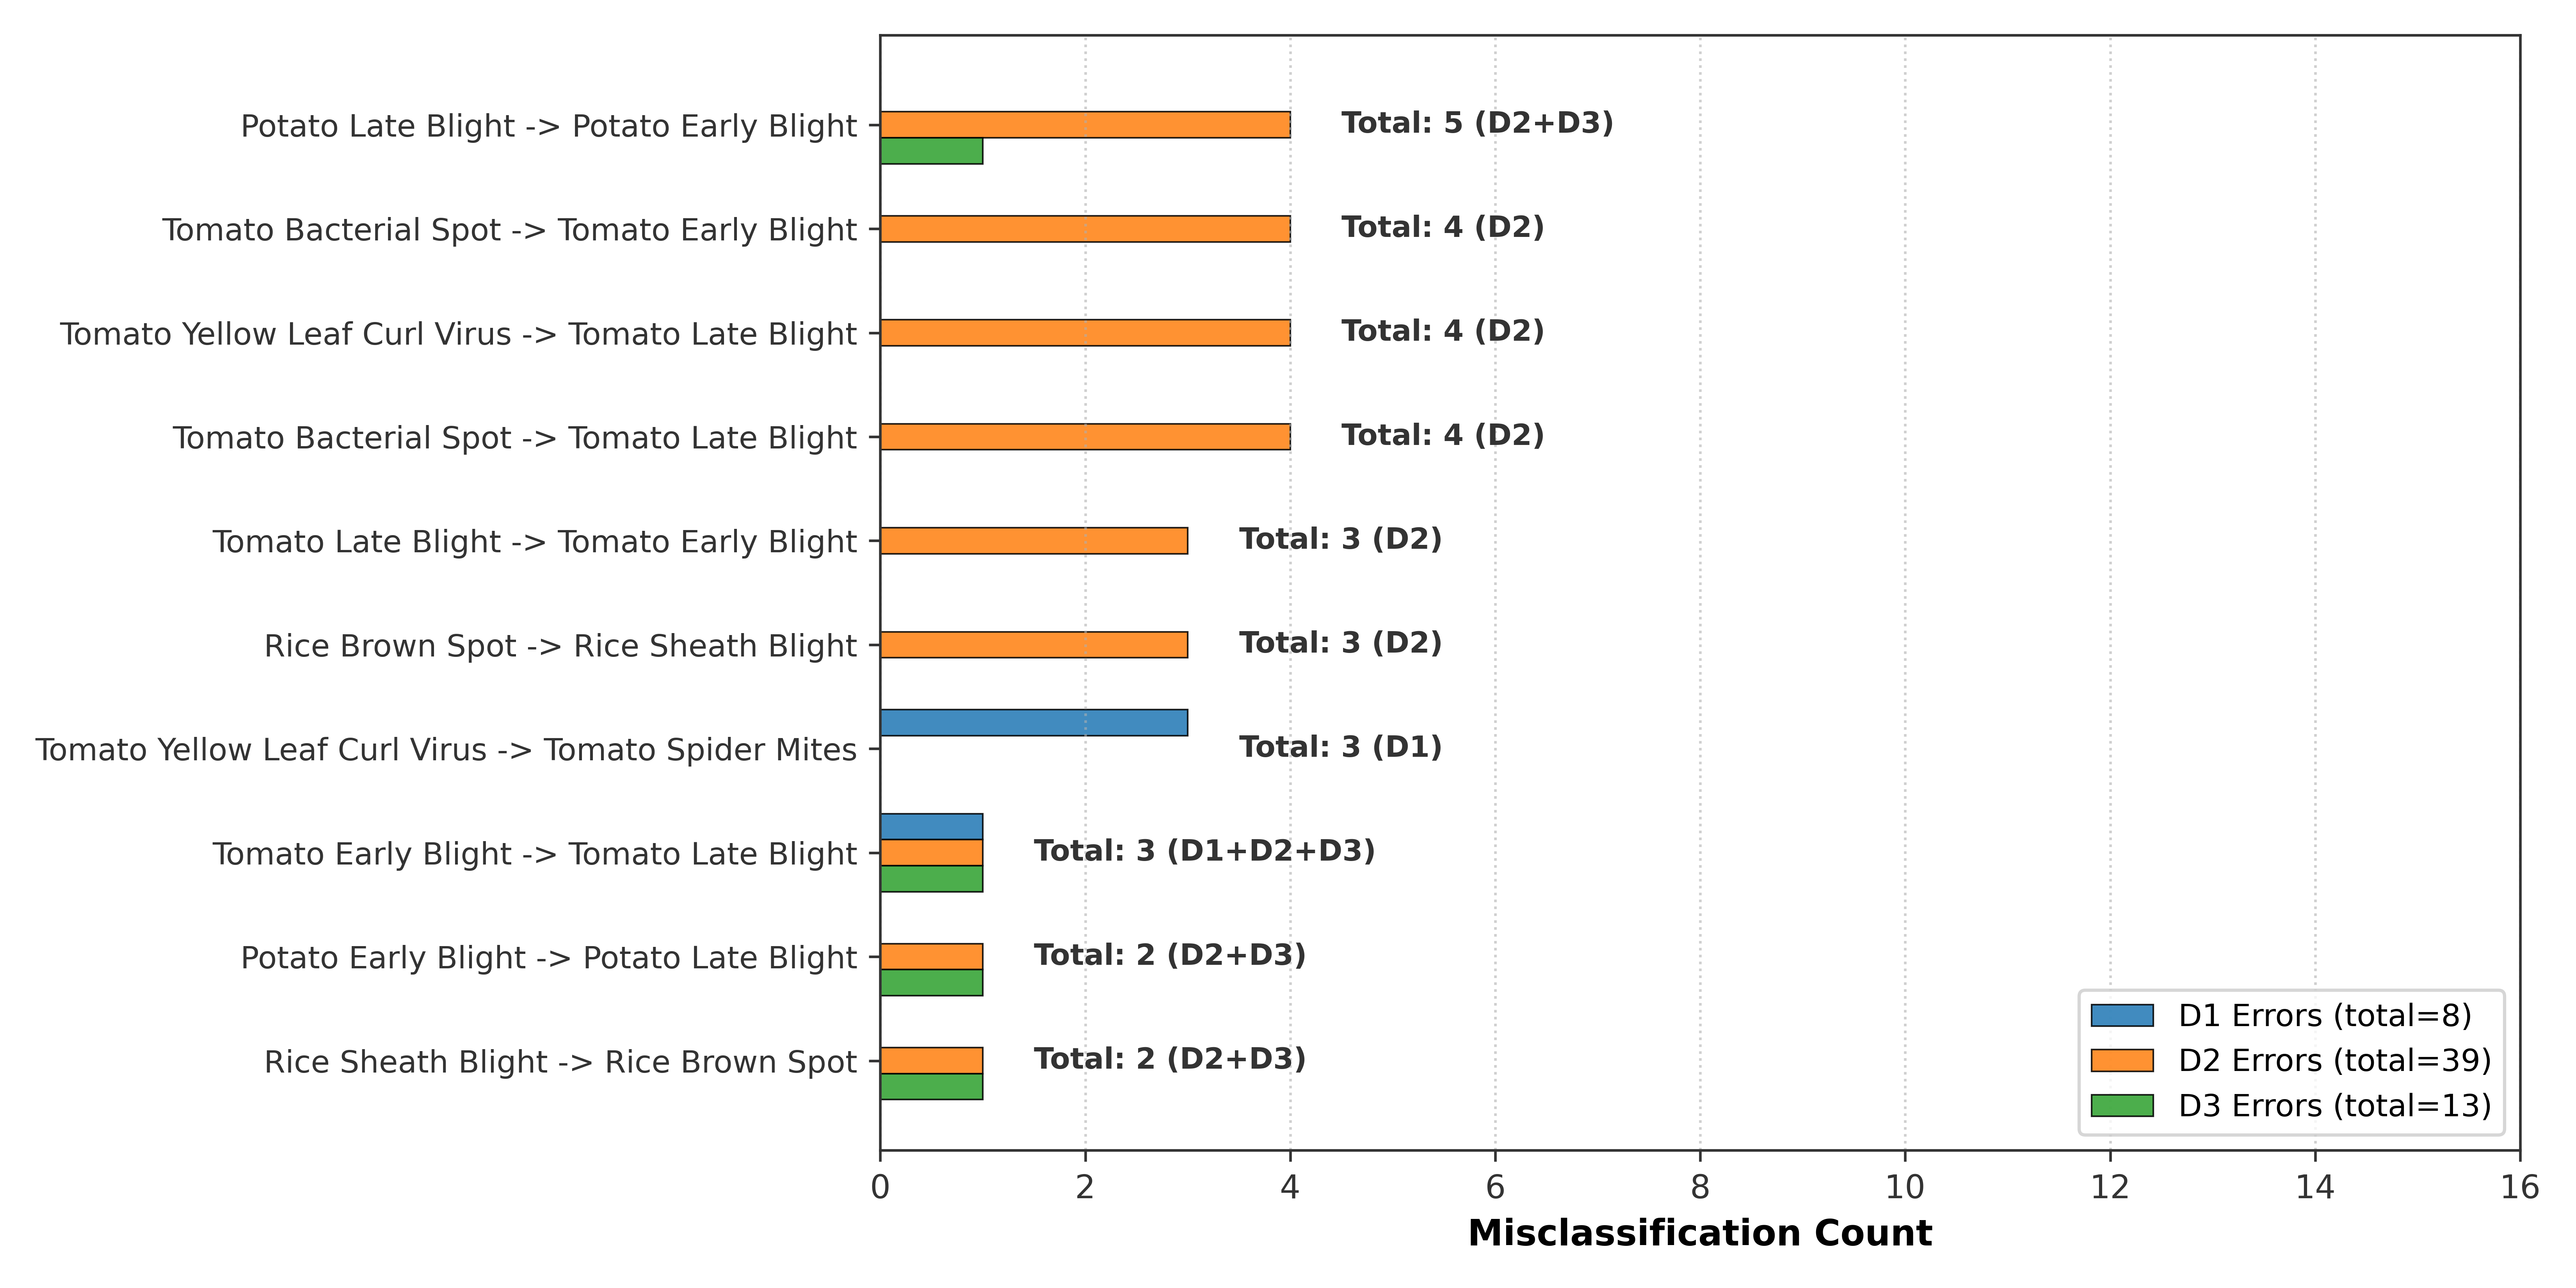 Potato Late Blight -> Potato Early Blight
Total: 5 (D2+D3)
Tomato Bacterial Spot -> Tomato Early Blight
Total: 4 (D2)
Tomato Yellow Leaf Curl Virus -> Tomato Late Blight
Total: 4 (D2)
Tomato Bacterial Spot -> Tomato Late Blight
Total: 4 (D2)
Tomato Late Blight -> Tomato Early Blight
Total: 3 (D2)
Rice Brown Spot -> Rice Sheath Blight
Total: 3 (D2)
Tomato Yellow Leaf Curl Virus -> Tomato Spider Mites
Total: 3 (D1)
Tomato Early Blight -> Tomato Late Blight
Total: 3 (D1+D2+D3)
Potato Early Blight -> Potato Late Blight
Total: 2 (D2+D3)
Rice Sheath Blight -> Rice Brown Spot
Total: 2 (D2+D3)
D1 Errors (total=8)
D2 Errors (total=39)
D3 Errors (total=13)
0 2 4 6 8 10 12 14 16
Misclassification Count